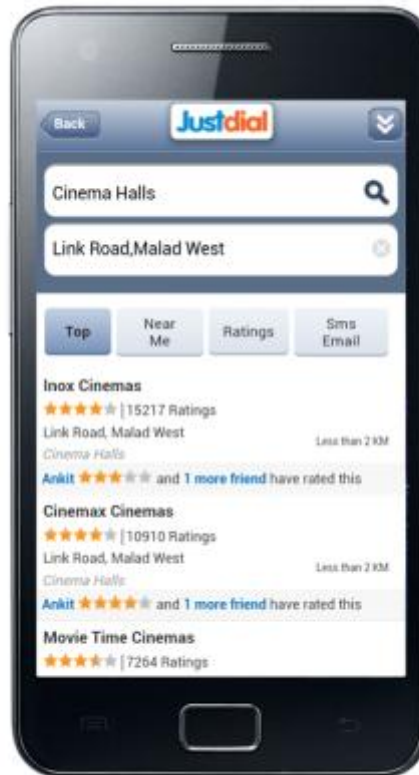 Back
Justdial
Cinema Halls
Link Road,Malad West
Top
Near
Me
Ratings
Sms
Email
Inox Cinemas
|15217 Ratings
Link Road, Malad West
Less than 2 KM
Cinema Halls
Ankit and 1 more friend have rated this
Cinemax Cinemas
|10910 Ratings
Link Road, Malad West
Less than 2 KM
Cinema Halls
Ankit and 1 more friend have rated this
Movie Time Cinemas
|7264 Ratings